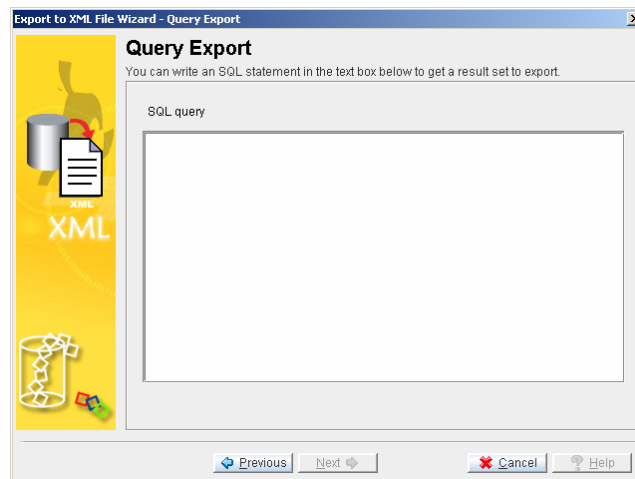 Export to XML File Wizard - Query Export
Query Export
You can write an SQL statement in the text box below to get a result set to export.
SQL query
XML
XML
Previous Next Cancel Help